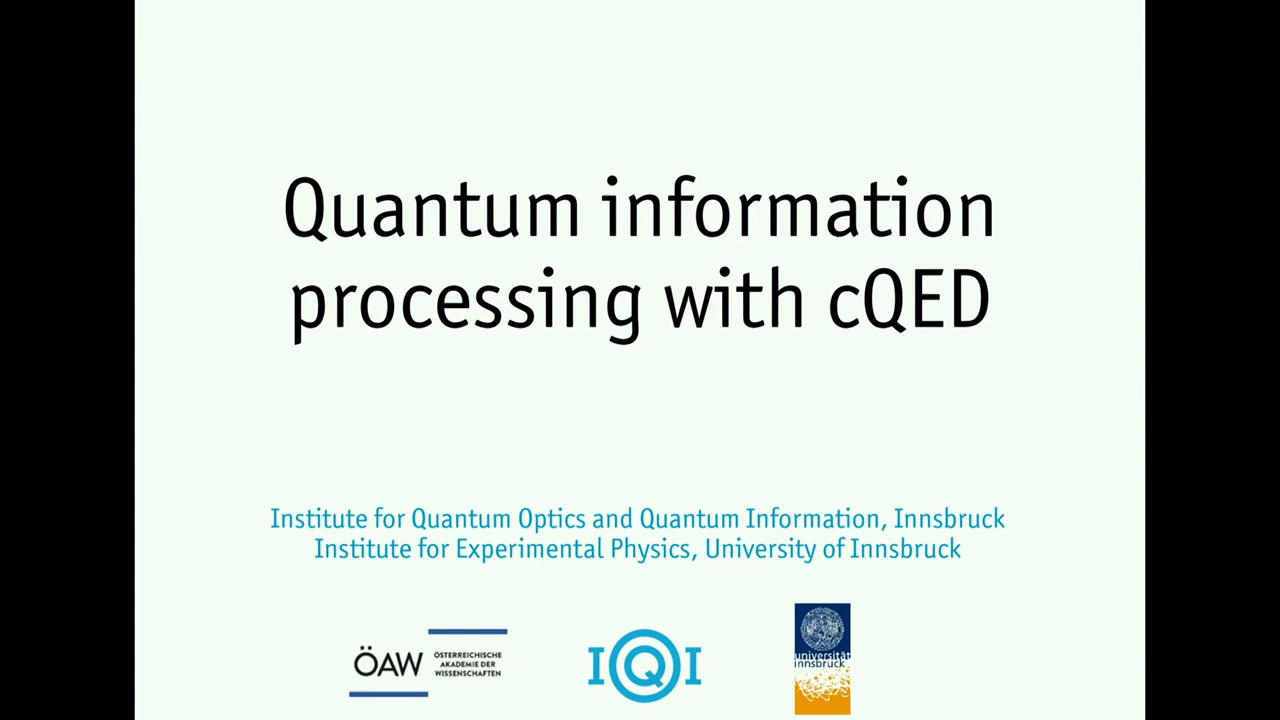 Quantum information
processing with cQED
Institute for Quantum Optics and Quantum Information, Innsbruck
Institute for Experimental Physics, University of Innsbruck
ÖAW
ÖSTERREICHISCHE
AKADEMIE DER
WISSENSCHAFTEN
IQI
universität
innsbruck